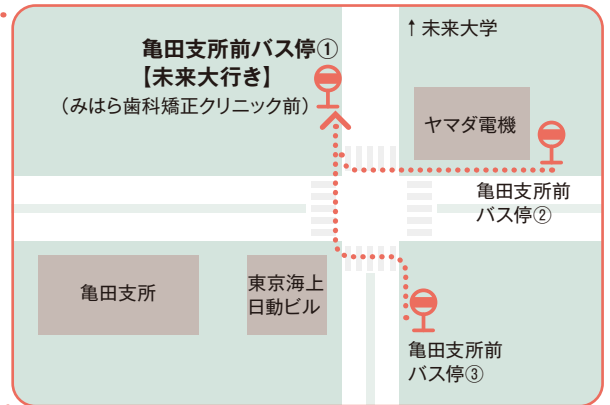 亀田支所前バス停①
【未来大行き】
（みはら歯科矯正クリニック前）
↑未来大学
ヤマダ電機
亀田支所前
バス停②
亀田支所
東京海上
日動ビル
亀田支所前
バス停③